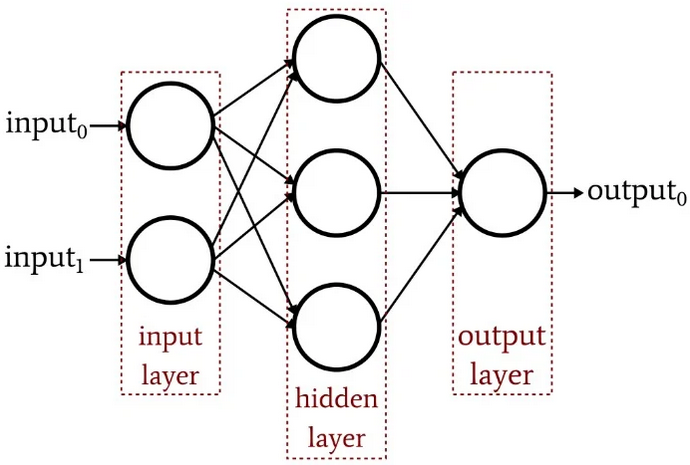 input₀
input₁
input
layer
hidden
layer
output
layer
output₀